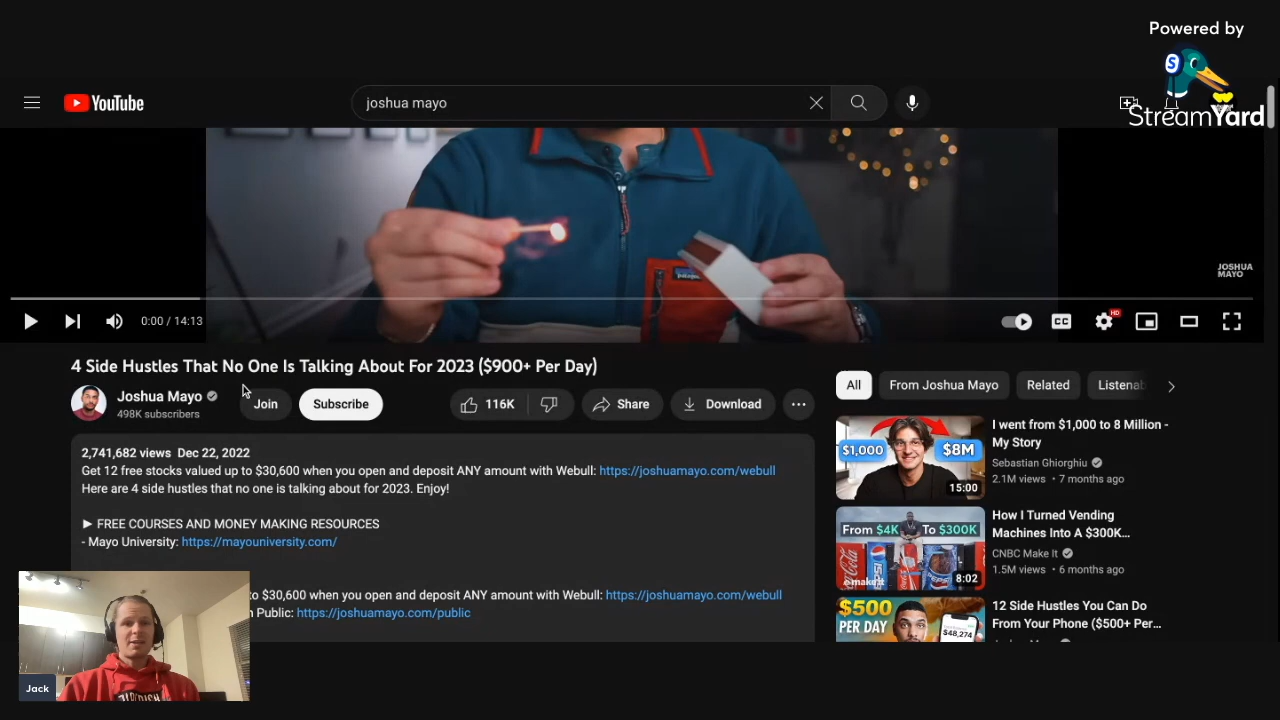 Powered by
StreamYard
YouTube
joshua mayo
patagonia
JOSHUA
MAYO
0:00 / 14:13
CC
HD
4 Side Hustles That No One Is Talking About For 2023 ($900+ Per Day)
Joshua Mayo
498K subscribers
Join
Subscribe
116K
Share
Download
2,741,682 views Dec 22, 2022
Get 12 free stocks valued up to $30,600 when you open and deposit ANY amount with Webull: https://joshuamayo.com/webull
Here are 4 side hustles that no one is talking about for 2023. Enjoy!
► FREE COURSES AND MONEY MAKING RESOURCES
- Mayo University: https://mayouniversity.com/
to $30,600 when you open and deposit ANY amount with Webull: https://joshuamayo.com/webull
Public: https://joshuamayo.com/public
Jack
All
From Joshua Mayo
Related
Listenab
$1,000
$8M
15:00
I went from $1,000 to 8 Million -
My Story
Sebastian Ghiorghiu
2.1M views • 7 months ago
From $4K To $300K
make it
8:02
How I Turned Vending
Machines Into A $300K...
CNBC Make It
1.5M views • 6 months ago
$500
PER DAY
$48,274
12 Side Hustles You Can Do
From Your Phone ($500+ Per...